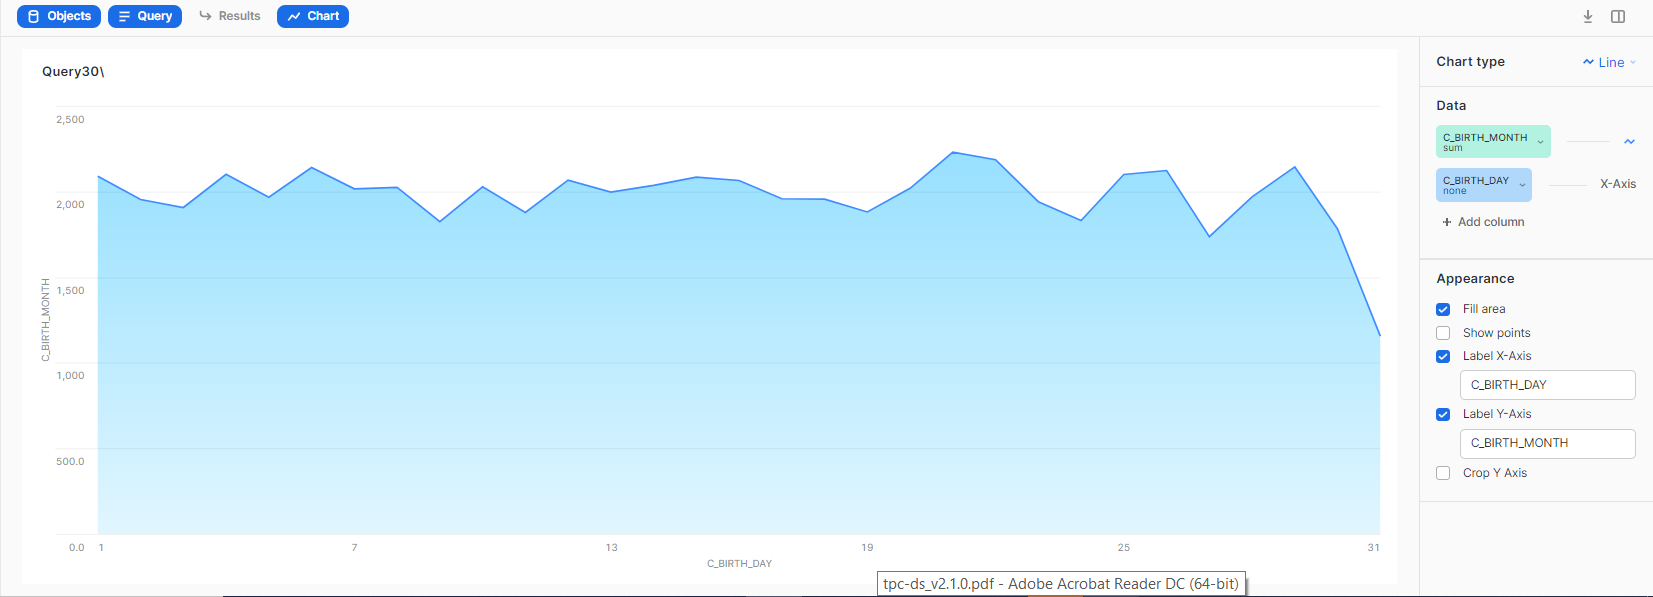 Objects
Query
Results
Chart
Query30\
2,500
2,000
1,500
1,000
500.0
0.0
C_BIRTH_MONTH
1
7
13
19
25
31
C_BIRTH_DAY
tpc-ds_v2.1.0.pdf - Adobe Acrobat Reader DC (64-bit)
Chart type
Line
Data
C_BIRTH_MONTH
sum
C_BIRTH_DAY
none
X-Axis
+ Add column
Appearance
Fill area
Show points
Label X-Axis
C_BIRTH_DAY
Label Y-Axis
C_BIRTH_MONTH
Crop Y Axis